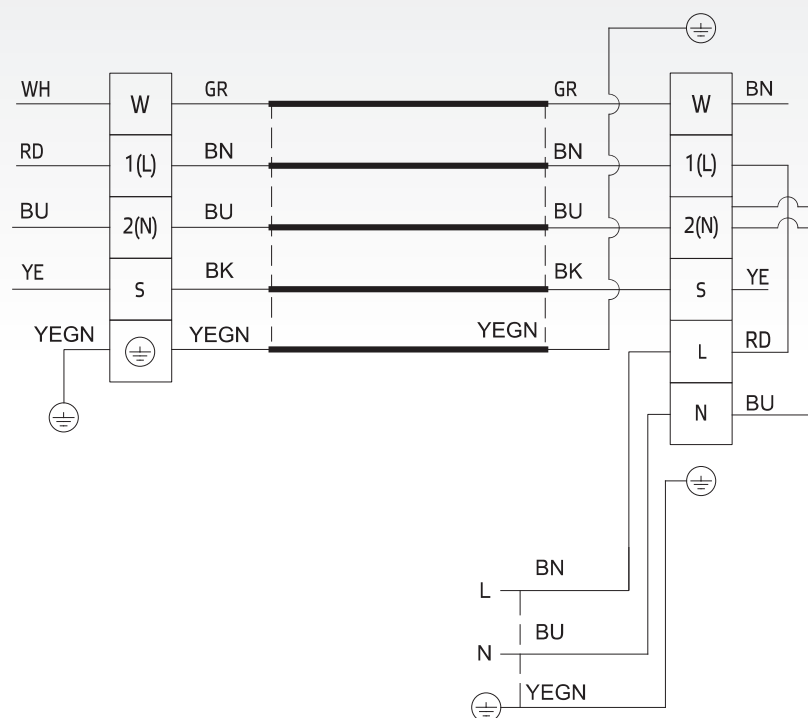 WH W GR GR W BN
RD 1(L) BN BN 1(L)
BU 2(N) BU BU 2(N)
YE S BK BK S YE
YEGN YEGN YEGN
L RD
N BU
L BN
N BU
YEGN